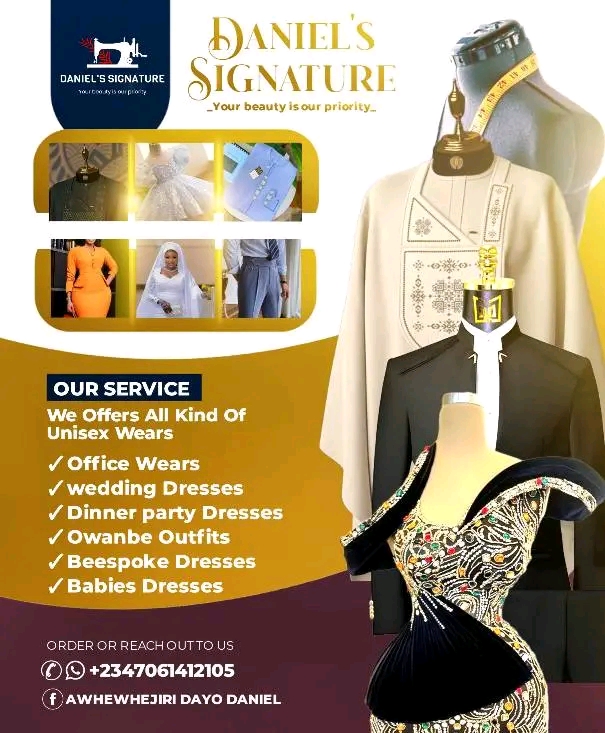 DANIEL'S SIGNATURE
Your beauty is our priority
DANIEL'S
SIGNATURE
_Your beauty is our priority_
OUR SERVICE
We Offers All Kind Of
Unisex Wears
✓ Office Wears
✓ wedding Dresses
✓ Dinner party Dresses
✓ Owanbe Outfits
✓ Beespoke Dresses
✓ Babies Dresses
ORDER OR REACH OUT TO US
+2347061412105
AWHEWHEJIRI DAYO DANIEL